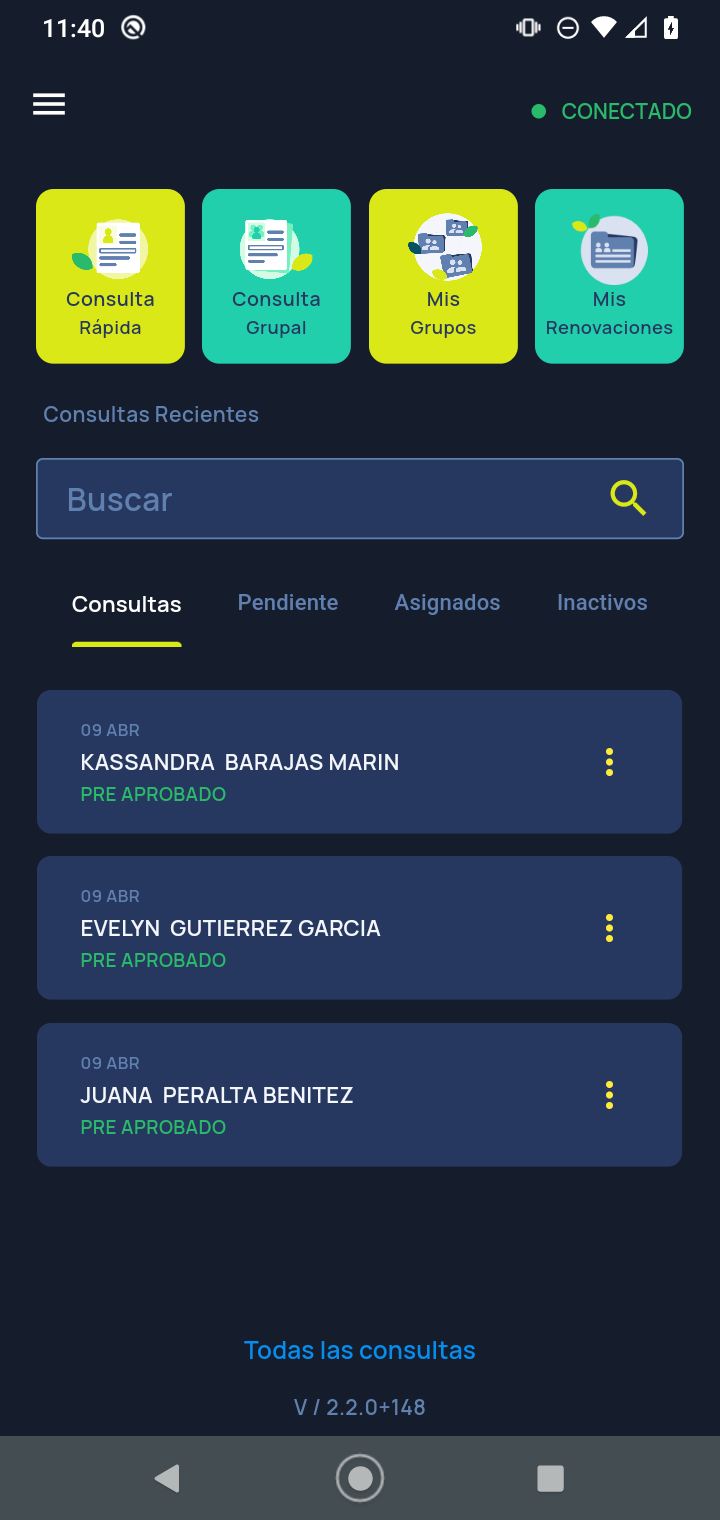 11:40
CONECTADO
Consulta Rápida
Consulta Grupal
Mis Grupos
Mis Renovaciones
Consultas Recientes
Buscar
Consultas Pendiente Asignados Inactivos
09 ABR
KASSANDRA  BARAJAS MARIN
PRE APROBADO
09 ABR
EVELYN  GUTIERREZ GARCIA
PRE APROBADO
09 ABR
JUANA  PERALTA BENITEZ
PRE APROBADO
Todas las consultas
V / 2.2.0+148